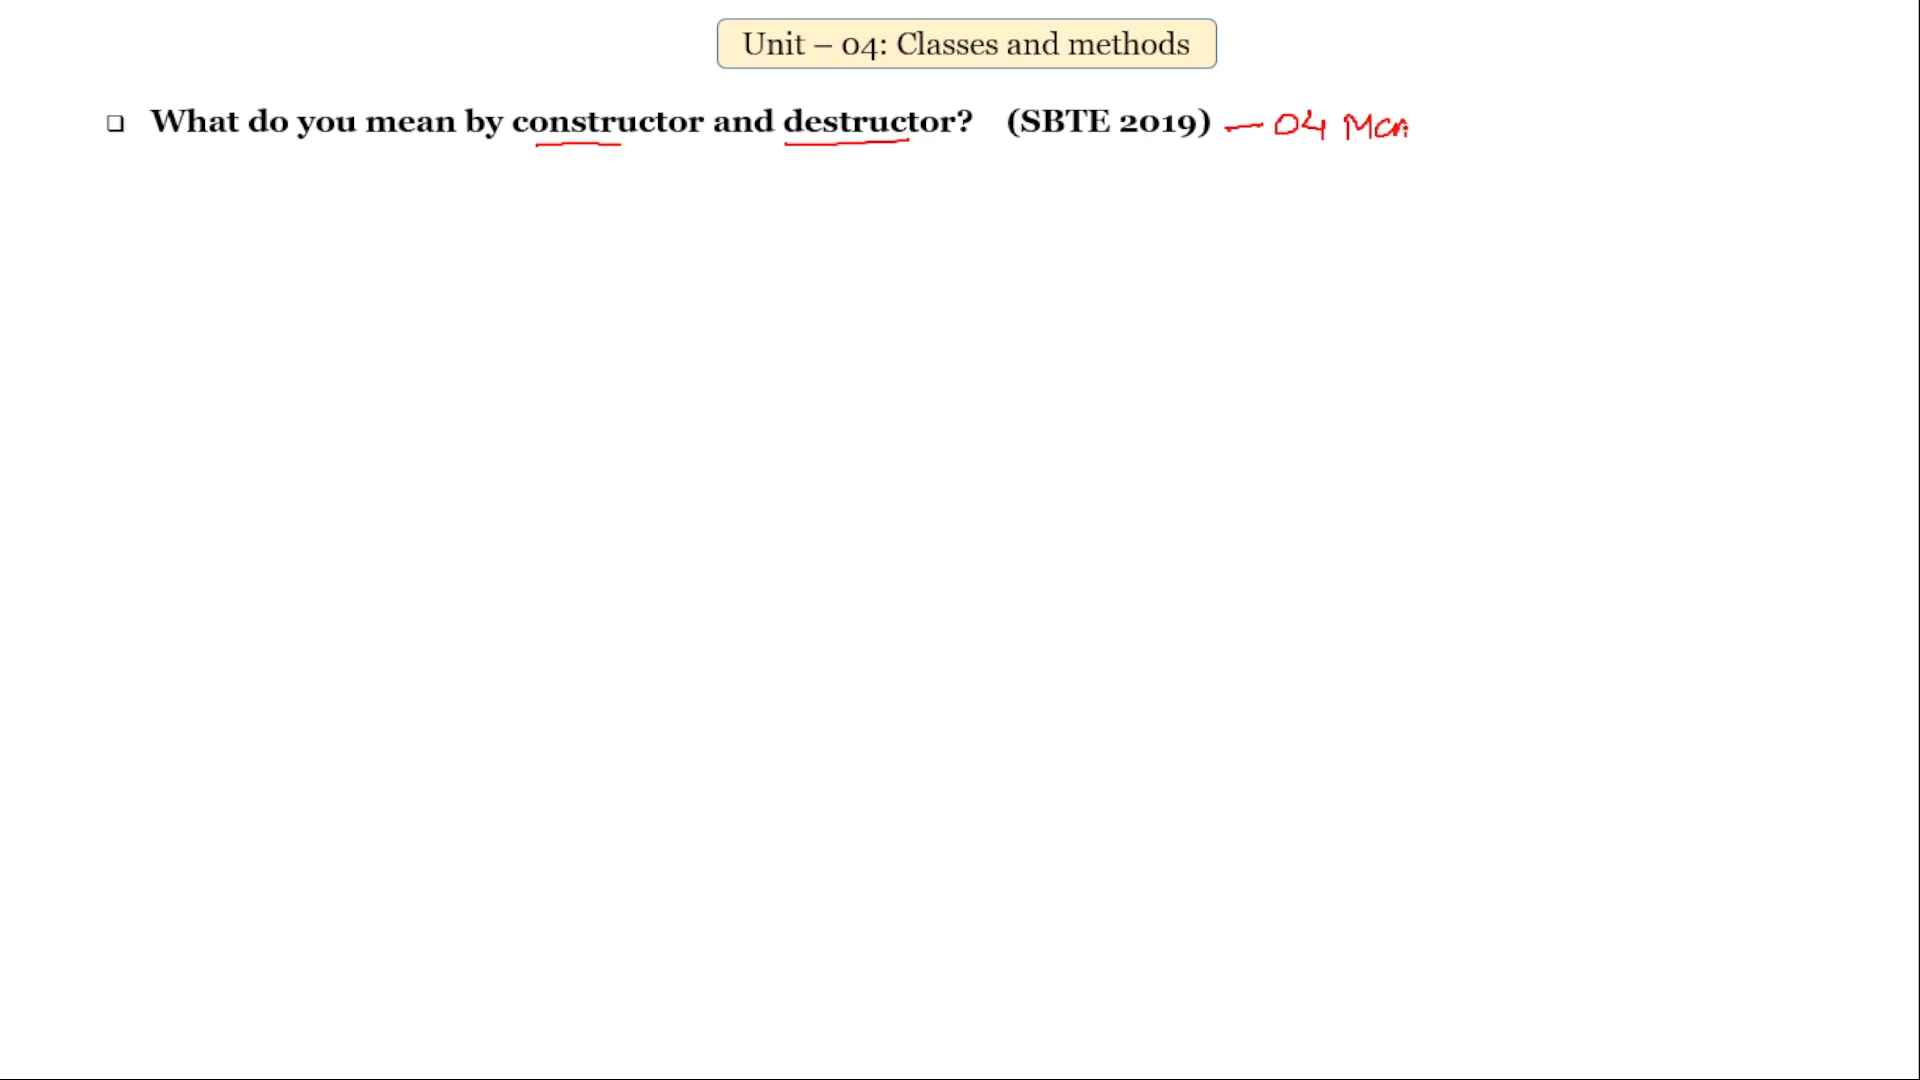 Unit – 04: Classes and methods
❑ What do you mean by constructor and destructor? (SBTE 2019) — 04